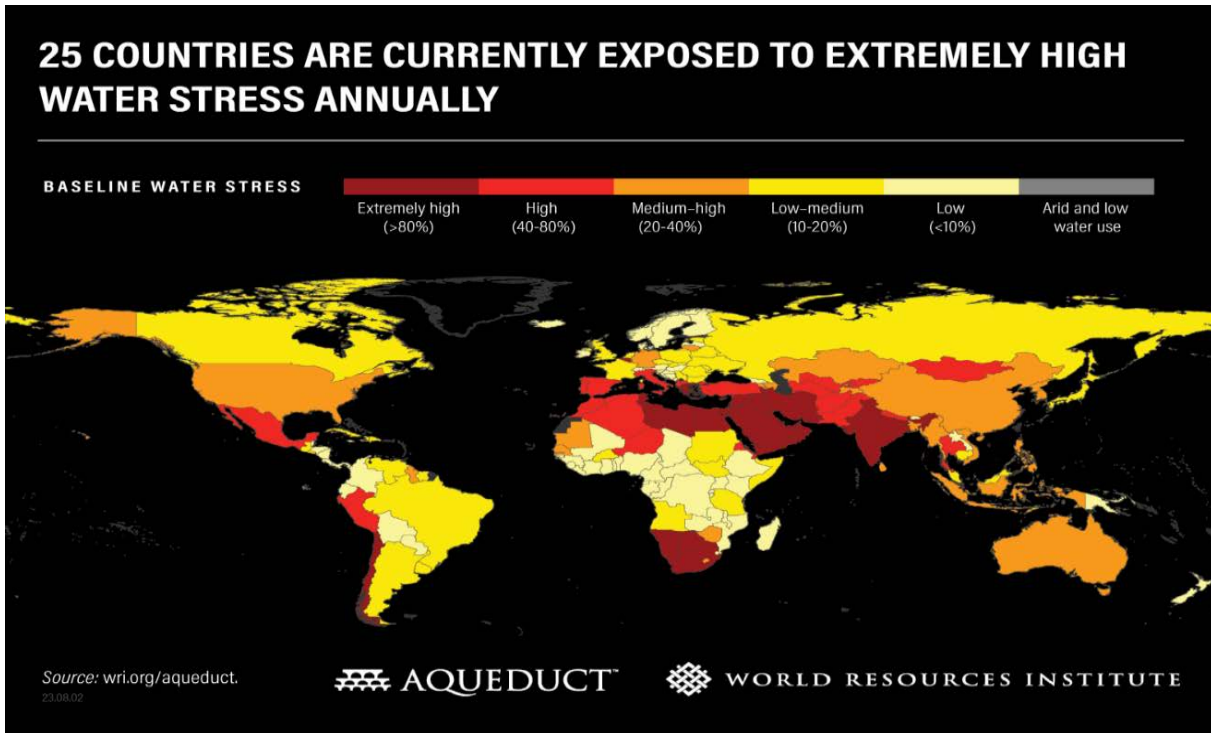 25 COUNTRIES ARE CURRENTLY EXPOSED TO EXTREMELY HIGH
WATER STRESS ANNUALLY
BASELINE WATER STRESS
Extremely high
(>80%)
High
(40-80%)
Medium–high
(20-40%)
Low–medium
(10-20%)
Low
(<10%)
Arid and low
water use
Source: wri.org/aqueduct.
23.08.02
AQUEDUCT™
WORLD RESOURCES INSTITUTE